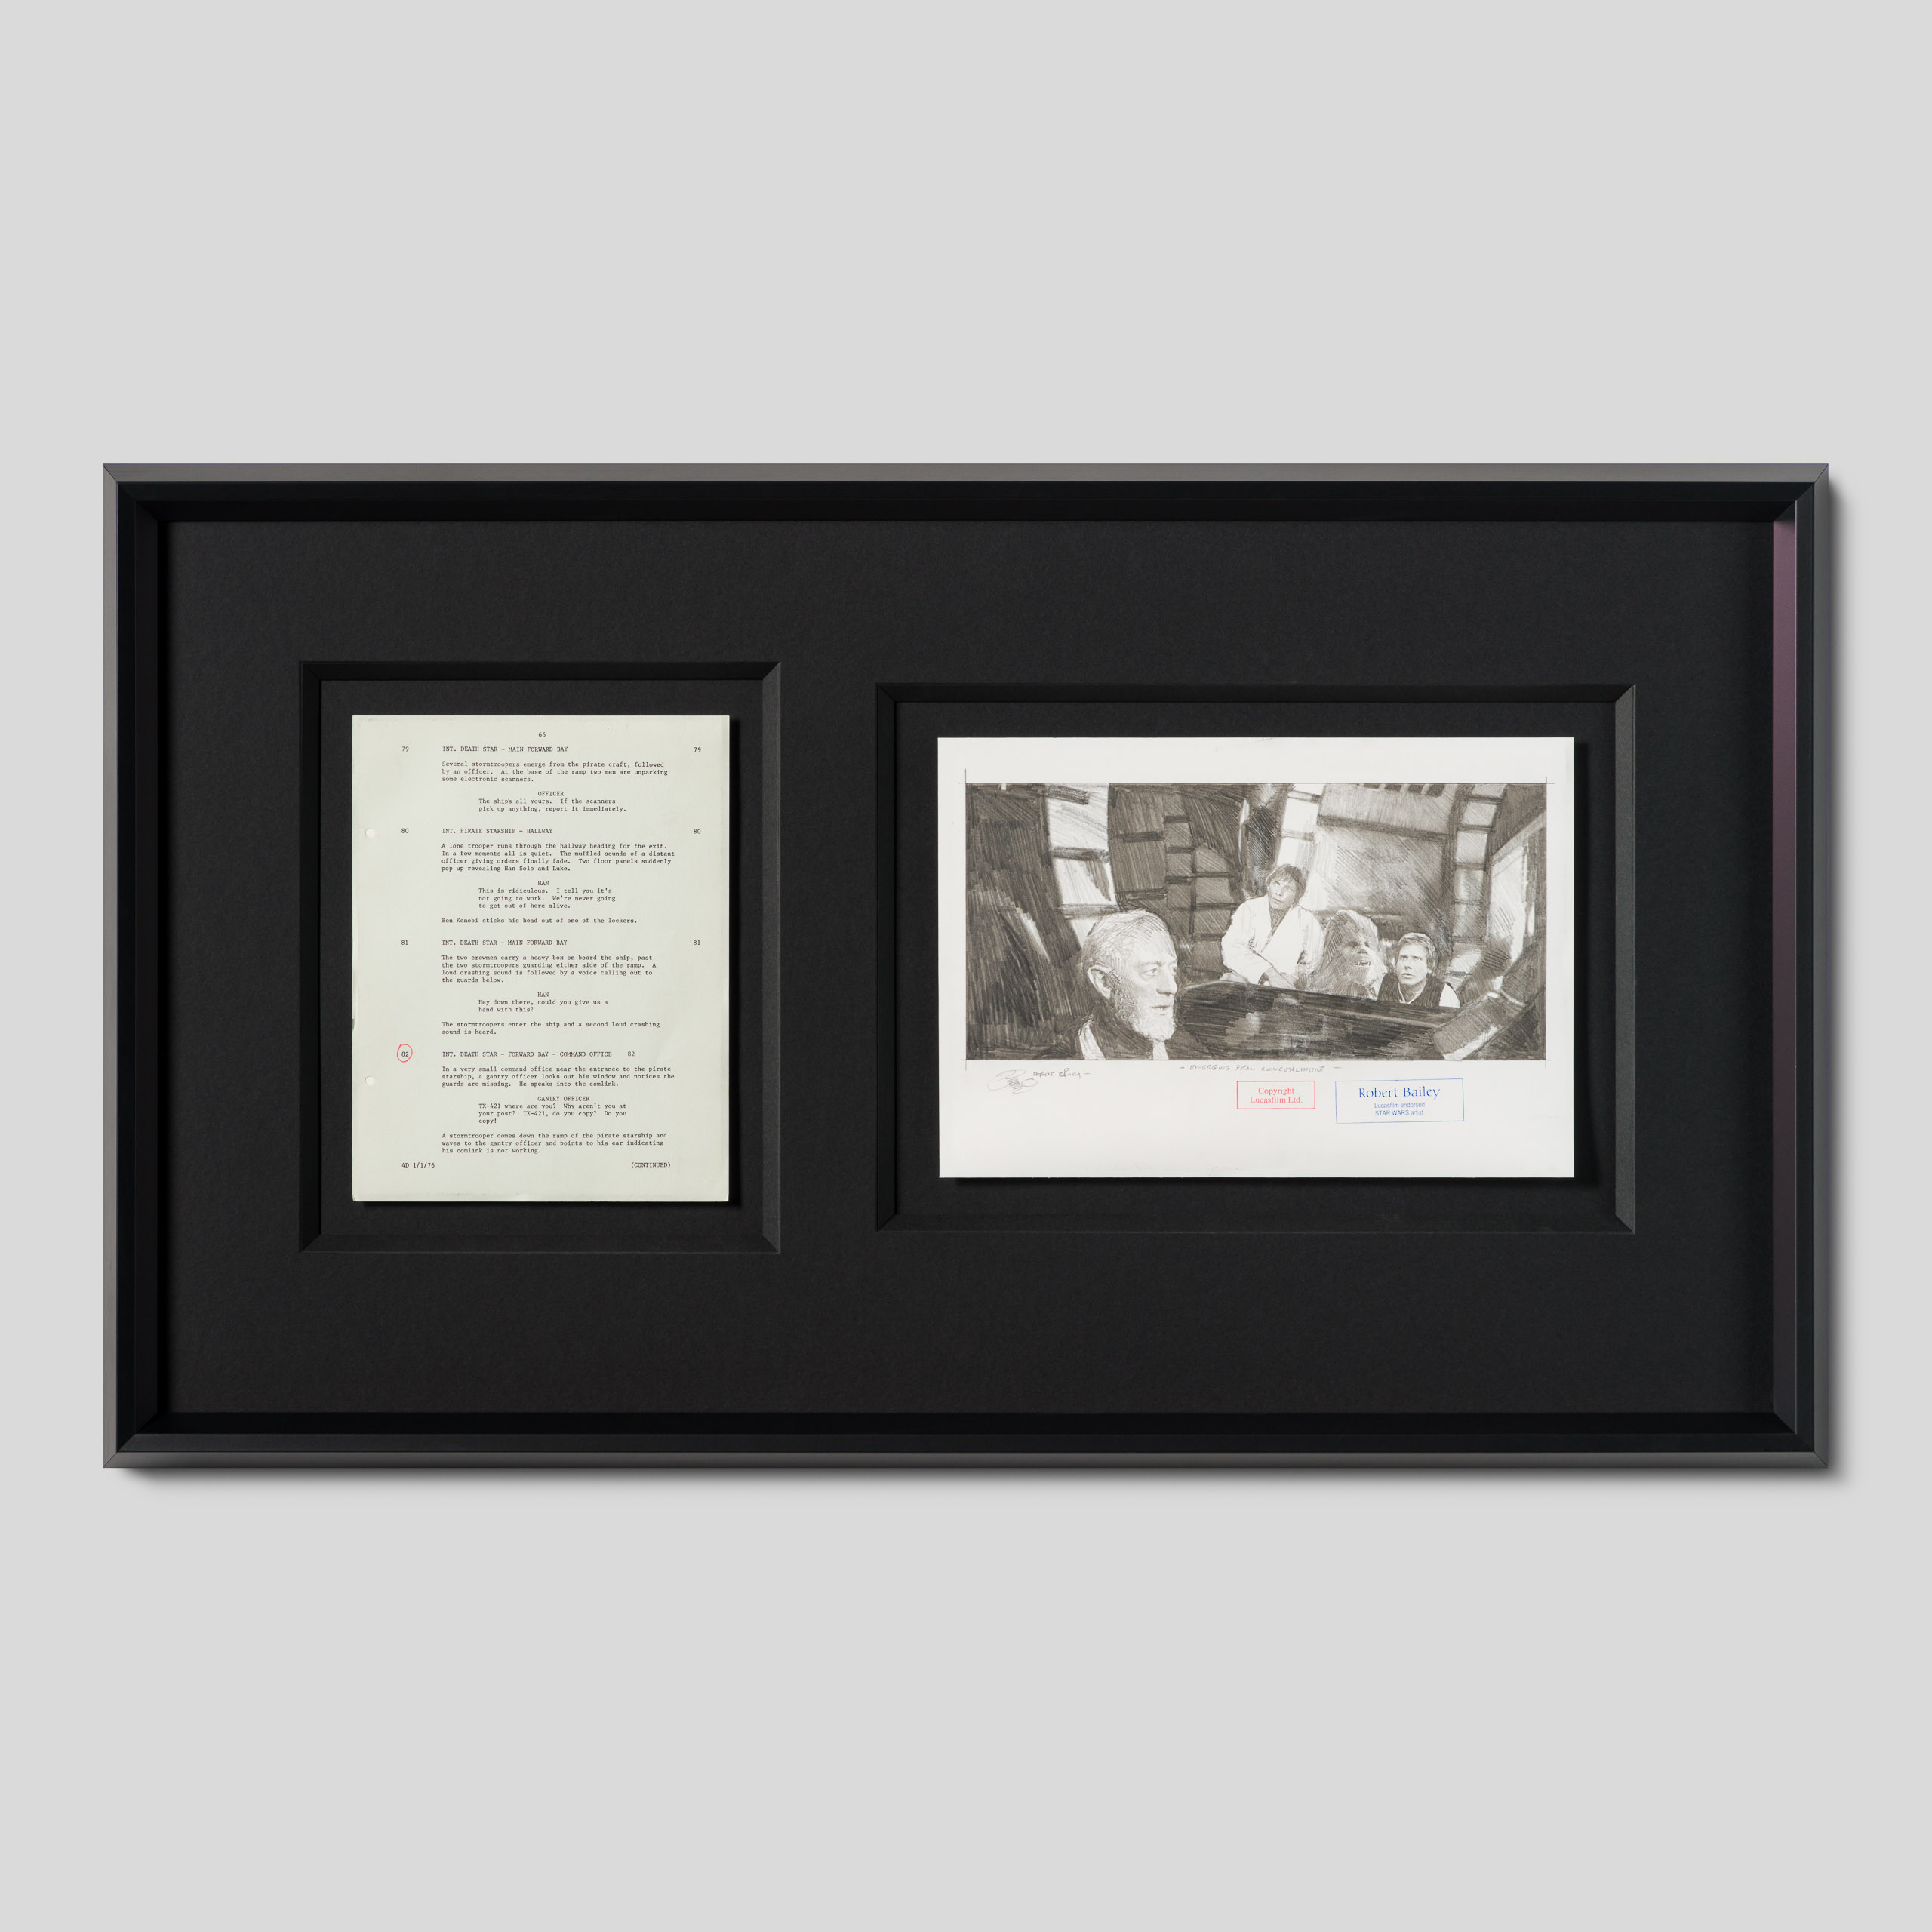 66
79 INT. DEATH STAR - MAIN FORWARD BAY 79
Several stormtroopers emerge from the pirate craft, followed
by an officer. At the base of the ramp two men are unpacking
some electronic scanners.
OFFICER
The ship's all yours. If the scanners
pick up anything, report it immediately.
80 INT. PIRATE STARSHIP - HALLWAY 80
A lone trooper runs through the hallway heading for the exit.
In a few moments all is quiet. The muffled sounds of a distant
officer giving orders finally fade. Two floor panels suddenly
pop up revealing Han Solo and Luke.
HAN
This is ridiculous. I tell you it's
not going to work. We're never going
to get out of here alive.
Ben Kenobi sticks his head out of one of the lockers.
81 INT. DEATH STAR - MAIN FORWARD BAY 81
The two crewmen carry a heavy box on board the ship, past
the two stormtroopers guarding either side of the ramp. A
loud crashing sound is followed by a voice calling out to
the guards below.
HAN
Hey down there, could you give us a
hand with this?
The stormtroopers enter the ship and a second loud crashing
sound is heard.
82 INT. DEATH STAR - FORWARD BAY - COMMAND OFFICE 82
In a very small command office near the entrance to the pirate
starship, a gantry officer looks out his window and notices the
guards are missing. He speaks into the comlink.
GANTRY OFFICER
TX-421 where are you? Why aren't you at
your post? TX-421, do you copy? Do you
copy!
A stormtrooper comes down the ramp of the pirate starship and
waves to the gantry officer and points to his ear indicating
his comlink is not working.
4D 1/1/76 (CONTINUED)
- EMERGING FROM CONCEALMENT -
Copyright
Lucasfilm Ltd.
Robert Bailey
Lucasfilm endorsed
STAR WARS artist